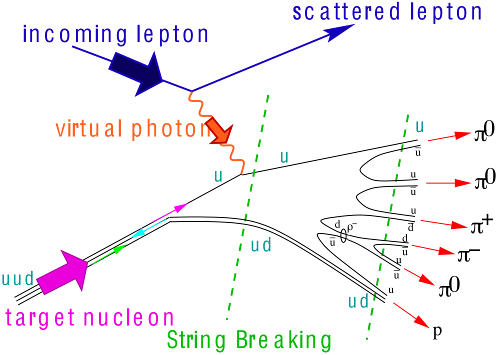 scattered lepton
incoming lepton
virtual photon
u
u
u
u
ū
π0
u
ū
π0
u
d̄
π+
d
ū
ρ−
d
ū
π−
u
ū
π0
uud
ud
ud
p
target nucleon
String Breaking